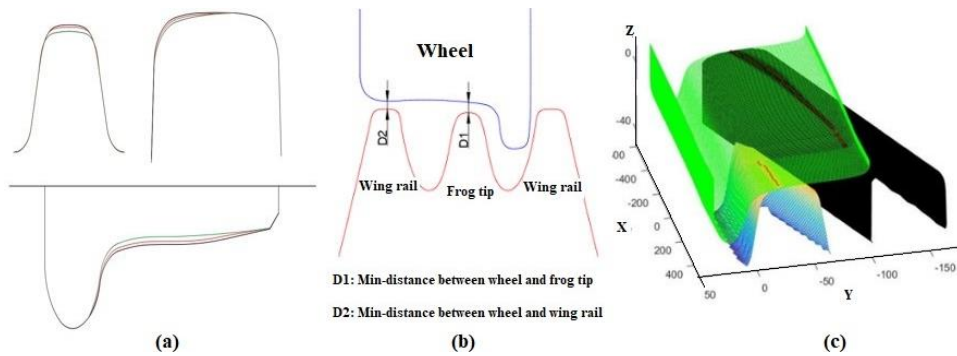 Wheel
D2
D1
Wing rail
Frog tip
Wing rail
D1: Min-distance between wheel and frog tip
D2: Min-distance between wheel and wing rail
Z
0
-40
-400
-200
X
0
200
400
50
0
-50
-100
-150
Y
(a)
(b)
(c)